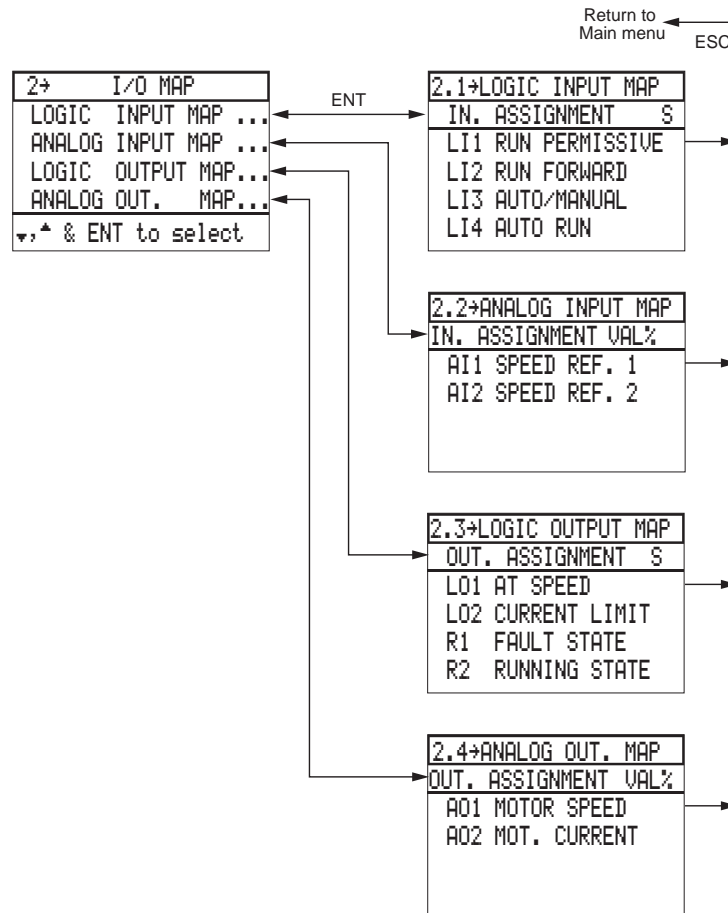 Return to
Main menu
ESC
2→ I/O MAP
LOGIC INPUT MAP ...
ANALOG INPUT MAP ...
LOGIC OUTPUT MAP...
ANALOG OUT. MAP...
▼,▲ & ENT to select
ENT
2.1→LOGIC INPUT MAP
IN. ASSIGNMENT S
LI1 RUN PERMISSIVE
LI2 RUN FORWARD
LI3 AUTO/MANUAL
LI4 AUTO RUN
2.2→ANALOG INPUT MAP
IN. ASSIGNMENT VAL%
AI1 SPEED REF. 1
AI2 SPEED REF. 2
2.3→LOGIC OUTPUT MAP
OUT. ASSIGNMENT S
LO1 AT SPEED
LO2 CURRENT LIMIT
R1 FAULT STATE
R2 RUNNING STATE
2.4→ANALOG OUT. MAP
OUT. ASSIGNMENT VAL%
AO1 MOTOR SPEED
AO2 MOT. CURRENT